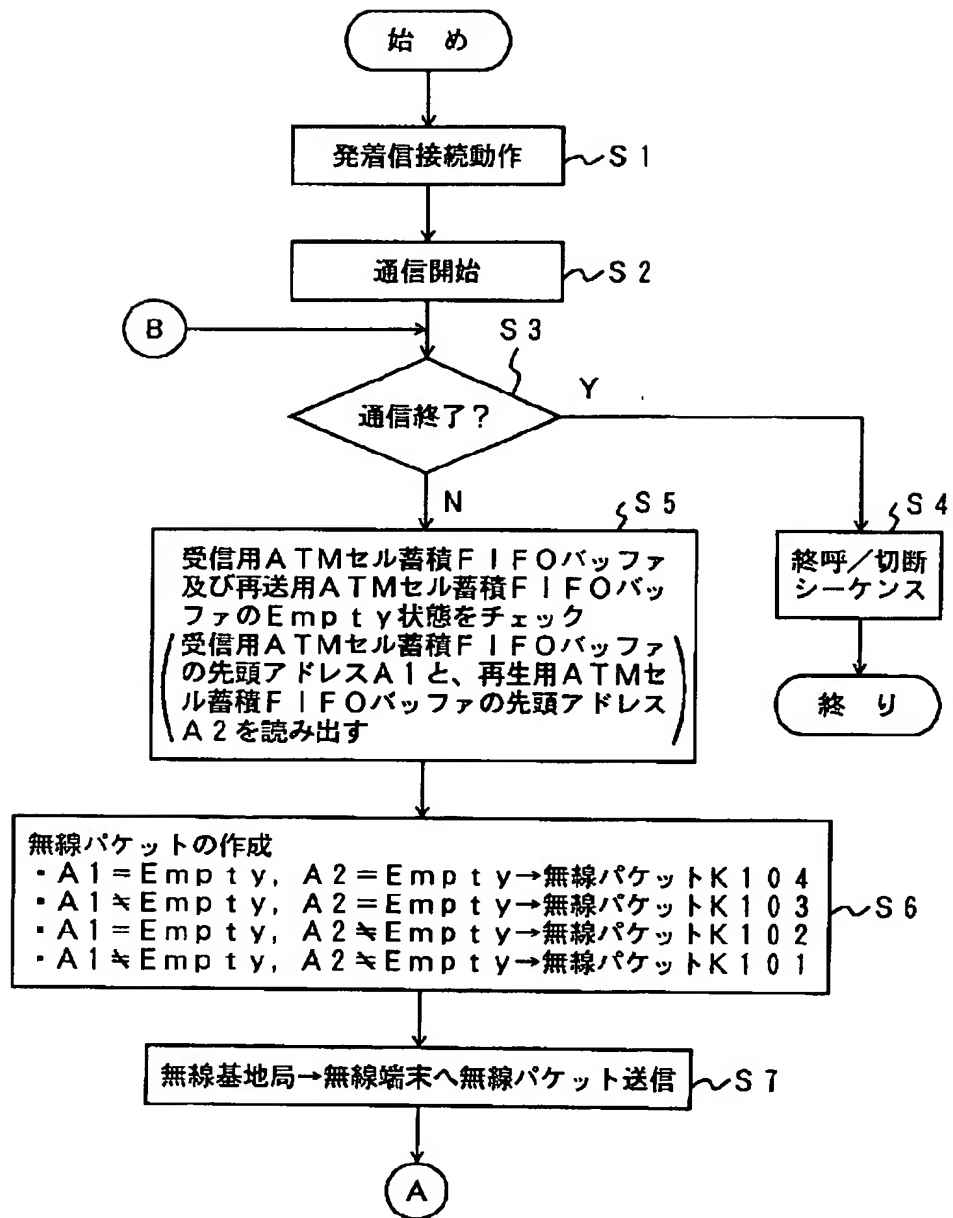 始　め
発着信接続動作
S1
通信開始
S2
B
S3
通信終了？
Y
N
S5
S4
受信用ATMセル蓄積FIFOバッファ
及び再送用ATMセル蓄積FIFOバッ
ファのEmpty状態をチェック
(受信用ATMセル蓄積FIFOバッファ
の先頭アドレスA1と、再生用ATMセ
ル蓄積FIFOバッファの先頭アドレス
A2を読み出す)
終呼／切断
シーケンス
終　り
無線パケットの作成
・A1＝Empty, A2＝Empty→無線パケットK104
・A1≒Empty, A2＝Empty→無線パケットK103
・A1＝Empty, A2≒Empty→無線パケットK102
・A1≒Empty, A2≒Empty→無線パケットK101
S6
無線基地局→無線端末へ無線パケット送信
S7
A